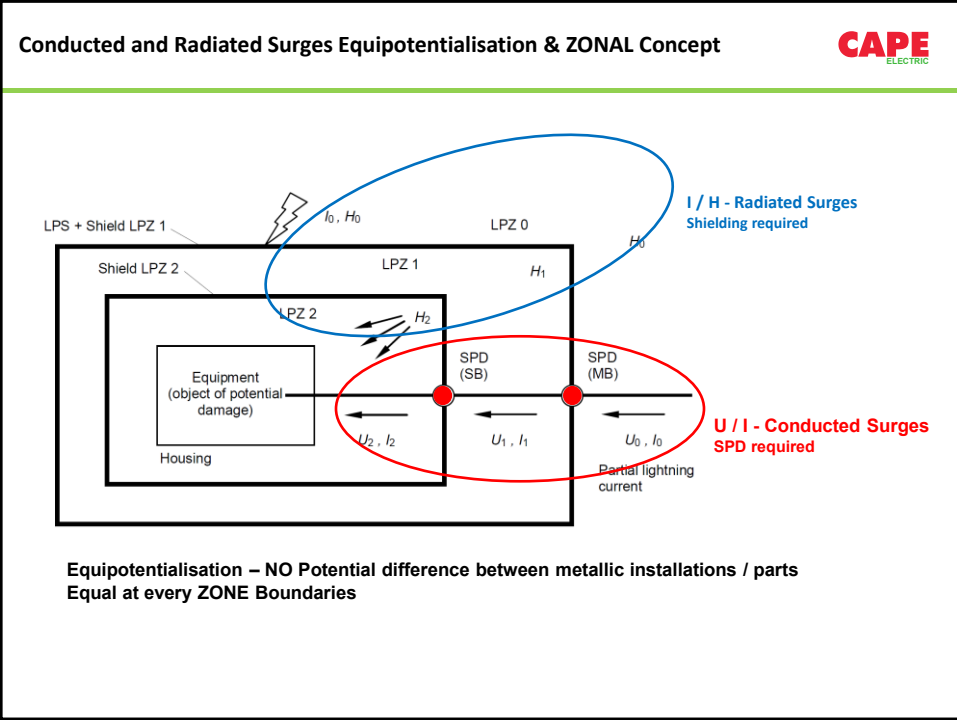 Conducted and Radiated Surges Equipotentialisation & ZONAL Concept
CAPE
ELECTRIC
I₀ , H₀
LPZ 0
I / H - Radiated Surges
Shielding required
LPS + Shield LPZ 1
H₀
LPZ 1
H₁
Shield LPZ 2
LPZ 2
H₂
SPD
(SB)
SPD
(MB)
Equipment
(object of potential
damage)
U₂ , I₂
U₁ , I₁
U₀ , I₀
U / I - Conducted Surges
SPD required
Housing
Partial lightning
current
Equipotentialisation – NO Potential difference between metallic installations / parts
Equal at every ZONE Boundaries